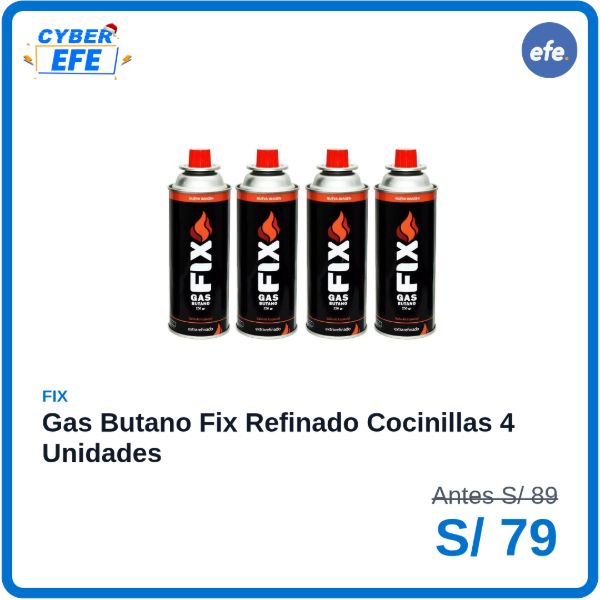 CYBER
EFE
efe.
FIX
GAS
BUTANO
FIX
GAS
BUTANO
FIX
GAS
BUTANO
FIX
GAS
BUTANO
FIX
Gas Butano Fix Refinado Cocinillas 4
Unidades
Antes S/ 89
S/ 79